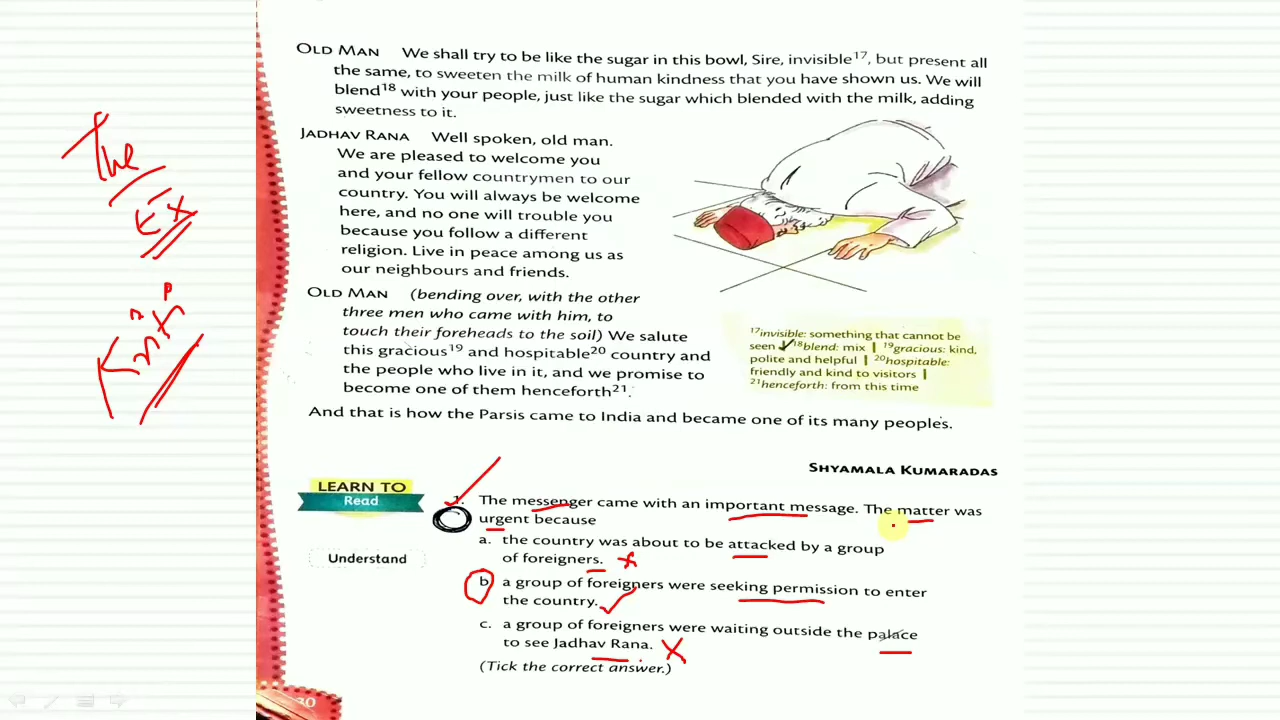 OLD MAN We shall try to be like the sugar in this bowl, Sire, invisible17, but present all
the same, to sweeten the milk of human kindness that you have shown us. We will
blend18 with your people, just like the sugar which blended with the milk, adding
sweetness to it.
JADHAV RANA Well spoken, old man.
We are pleased to welcome you
and your fellow countrymen to our
country. You will always be welcome
here, and no one will trouble you
because you follow a different
religion. Live in peace among us as
our neighbours and friends.
OLD MAN (bending over, with the other
three men who came with him, to
touch their foreheads to the soil) We salute
this gracious19 and hospitable20 country and
the people who live in it, and we promise to
become one of them henceforth21.
And that is how the Parsis came to India and became one of its many peoples.
17invisible: something that cannot be
seen | 18blend: mix | 19gracious: kind,
polite and helpful | 20hospitable:
friendly and kind to visitors |
21henceforth: from this time
SHYAMALA KUMARADAS
LEARN TO
Read
Understand
1. The messenger came with an important message. The matter was
urgent because
a. the country was about to be attacked by a group
of foreigners.
b. a group of foreigners were seeking permission to enter
the country.
c. a group of foreigners were waiting outside the palace
to see Jadhav Rana.
(Tick the correct answer.)
The
Ex